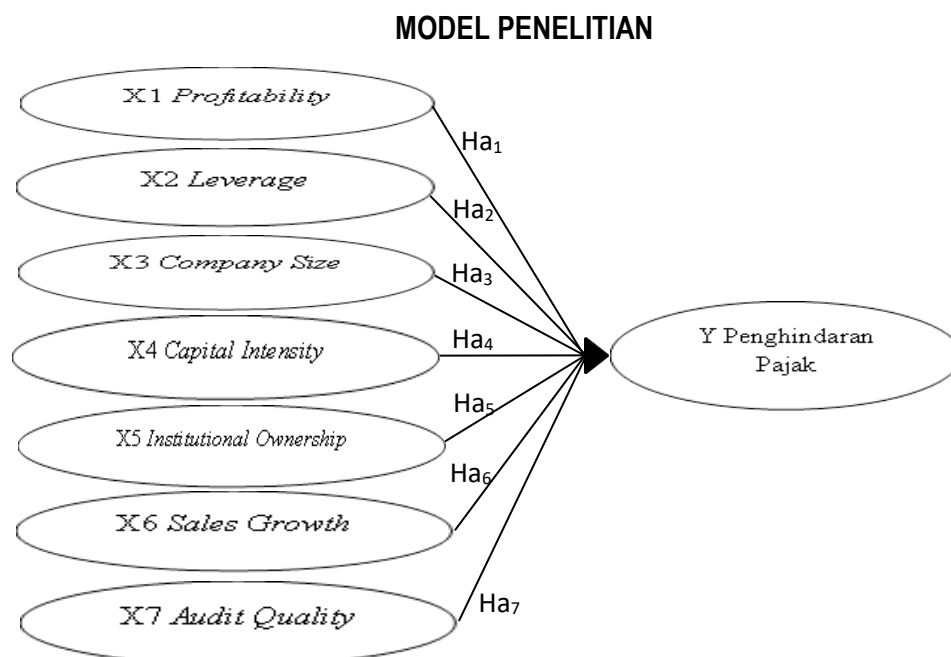 MODEL PENELITIAN
X1 Profitability
Ha1
X2 Leverage
Ha2
X3 Company Size
Ha3
X4 Capital Intensity
Ha4
Y Penghindaran
Pajak
X5 Institutional Ownership
Ha5
X6 Sales Growth
Ha6
X7 Audit Quality
Ha7